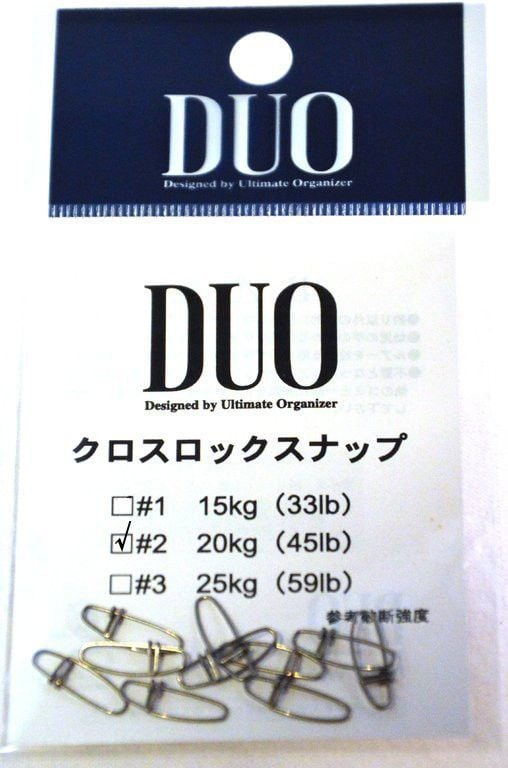 DUO
Designed by Ultimate Organizer
DUO
Designed by Ultimate Organizer
クロスロックスナップ
□#1 15kg（33lb）
☑#2 20kg（45lb）
□#3 25kg（59lb）
参考耐断強度